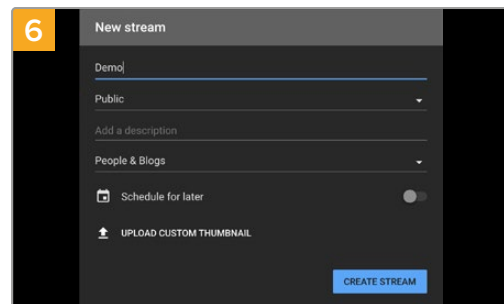 6
New stream
Demo
Public
Add a description
People & Blogs
Schedule for later
UPLOAD CUSTOM THUMBNAIL
CREATE STREAM